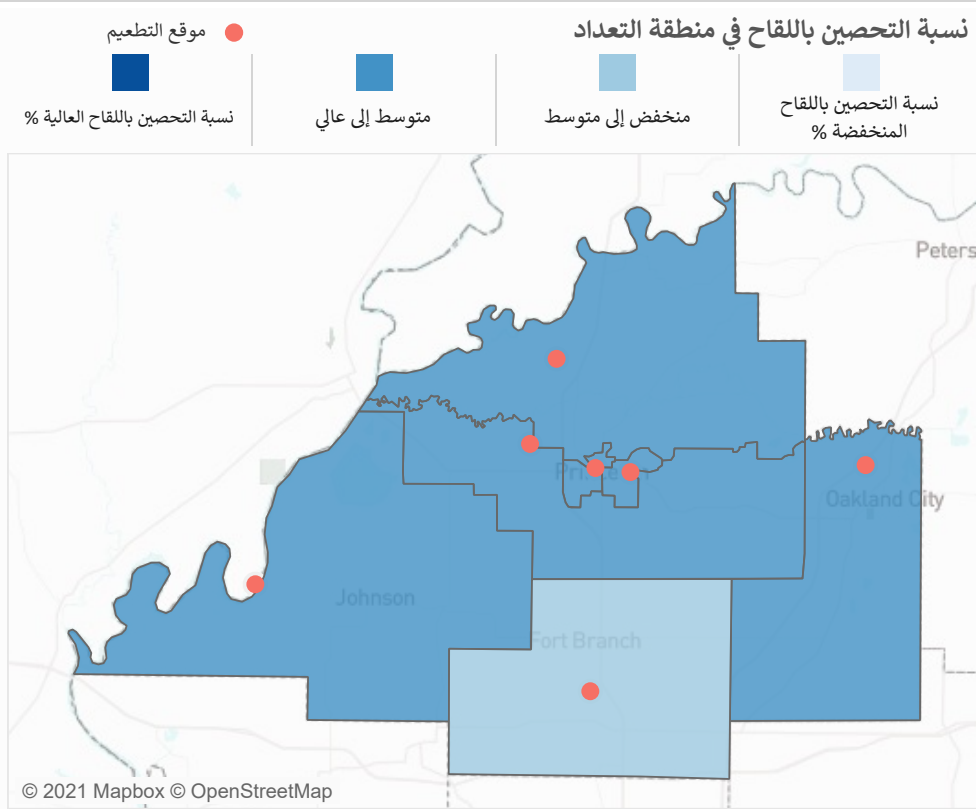 نسبة التحصين باللقاح في منطقة التعداد
موقع التطعيم
نسبة التحصين باللقاح
المنخفضة %
منخفض إلى متوسط
متوسط إلى عالي
نسبة التحصين باللقاح العالية %
Peters
Oakland City
Johnson
Fort Branch
© 2021 Mapbox © OpenStreetMap